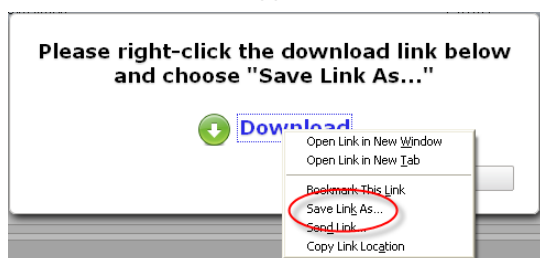 Please right-click the download link below
and choose "Save Link As..."
Download
Open Link in New Window
Open Link in New Tab
Bookmark This Link
Save Link As...
Send Link...
Copy Link Location